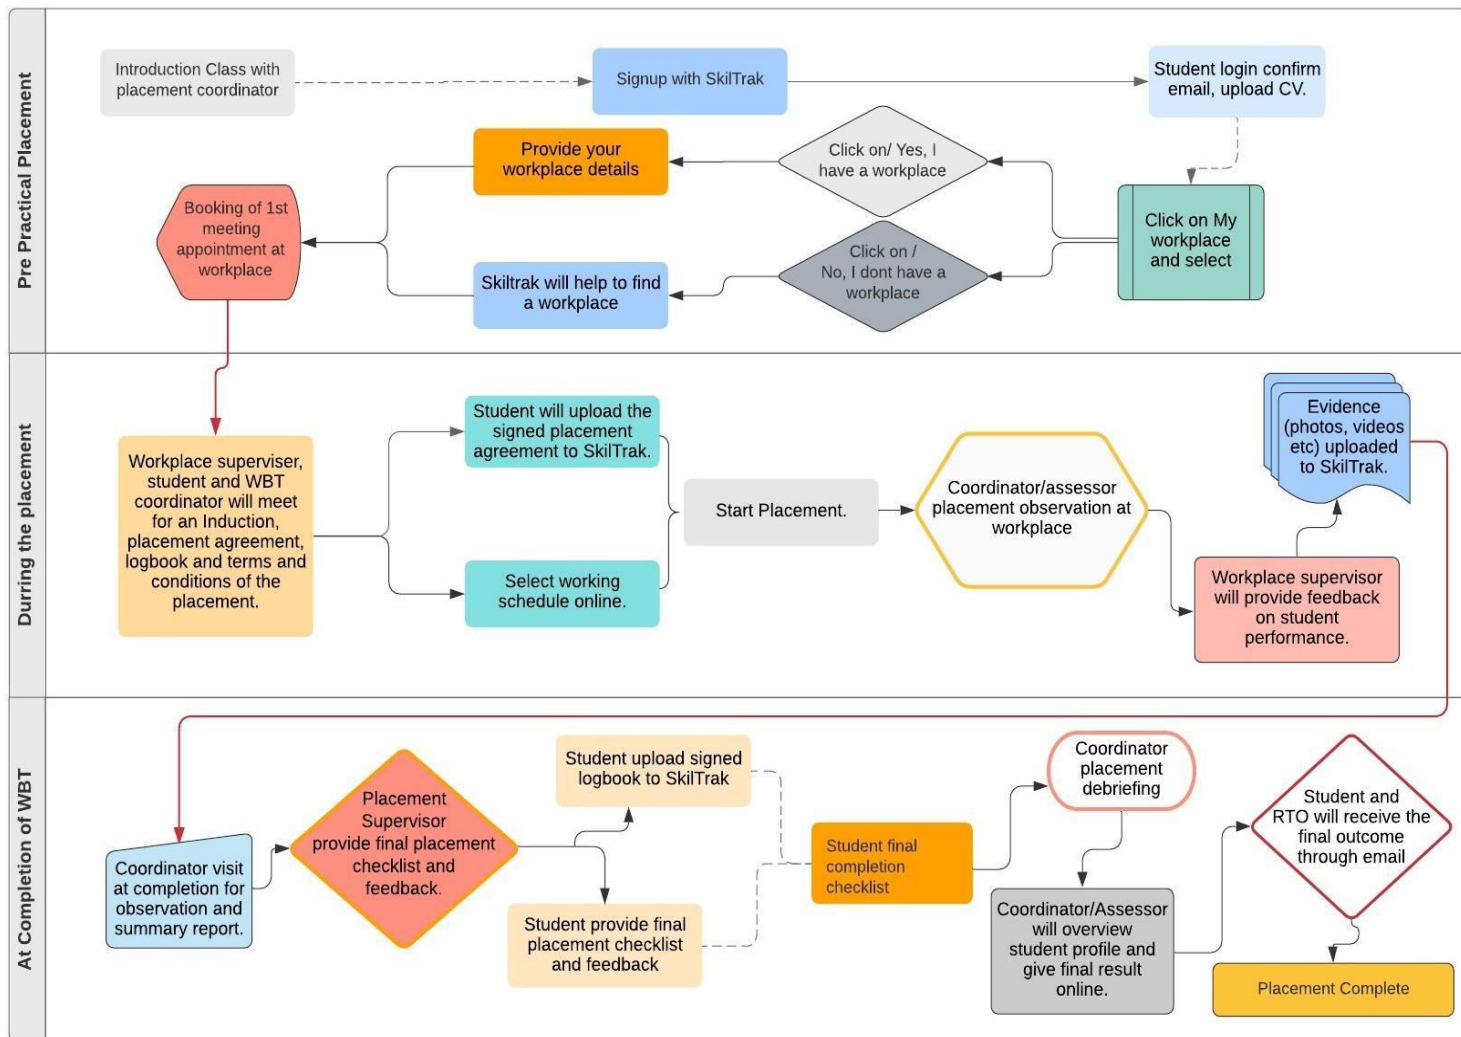 Pre Practical Placement
Introduction Class with
placement coordinator
Signup with SkilTrak
Student login confirm
email, upload CV.
Click on/ Yes, I
have a workplace
Provide your
workplace details
Booking of 1st
meeting
appointment at
workplace
Click on My
workplace
and select
Click on /
No, I dont have a
workplace
Skiltrak will help to find
a workplace
Durring the placement
Workplace superviser,
student and WBT
coordinator will meet
for an Induction,
placement agreement,
logbook and terms and
conditions of the
placement.
Student will upload the
signed placement
agreement to SkilTrak.
Select working
schedule online.
Start Placement.
Coordinator/assessor
placement observation at
workplace
Evidence
(photos, videos
etc) uploaded
to SkilTrak.
Workplace supervisor
will provide feedback
on student
performance.
At Completion of WBT
Coordinator visit
at completion for
observation and
summary report.
Placement
Supervisor
provide final placement
checklist and
feedback.
Student upload signed
logbook to SkilTrak
Student provide final
placement checklist
and feedback
Student final
completion
checklist
Coordinator
placement
debriefing
Coordinator/Assessor
will overview
student profile and
give final result
online.
Student and
RTO will receive the
final outcome
through email
Placement Complete